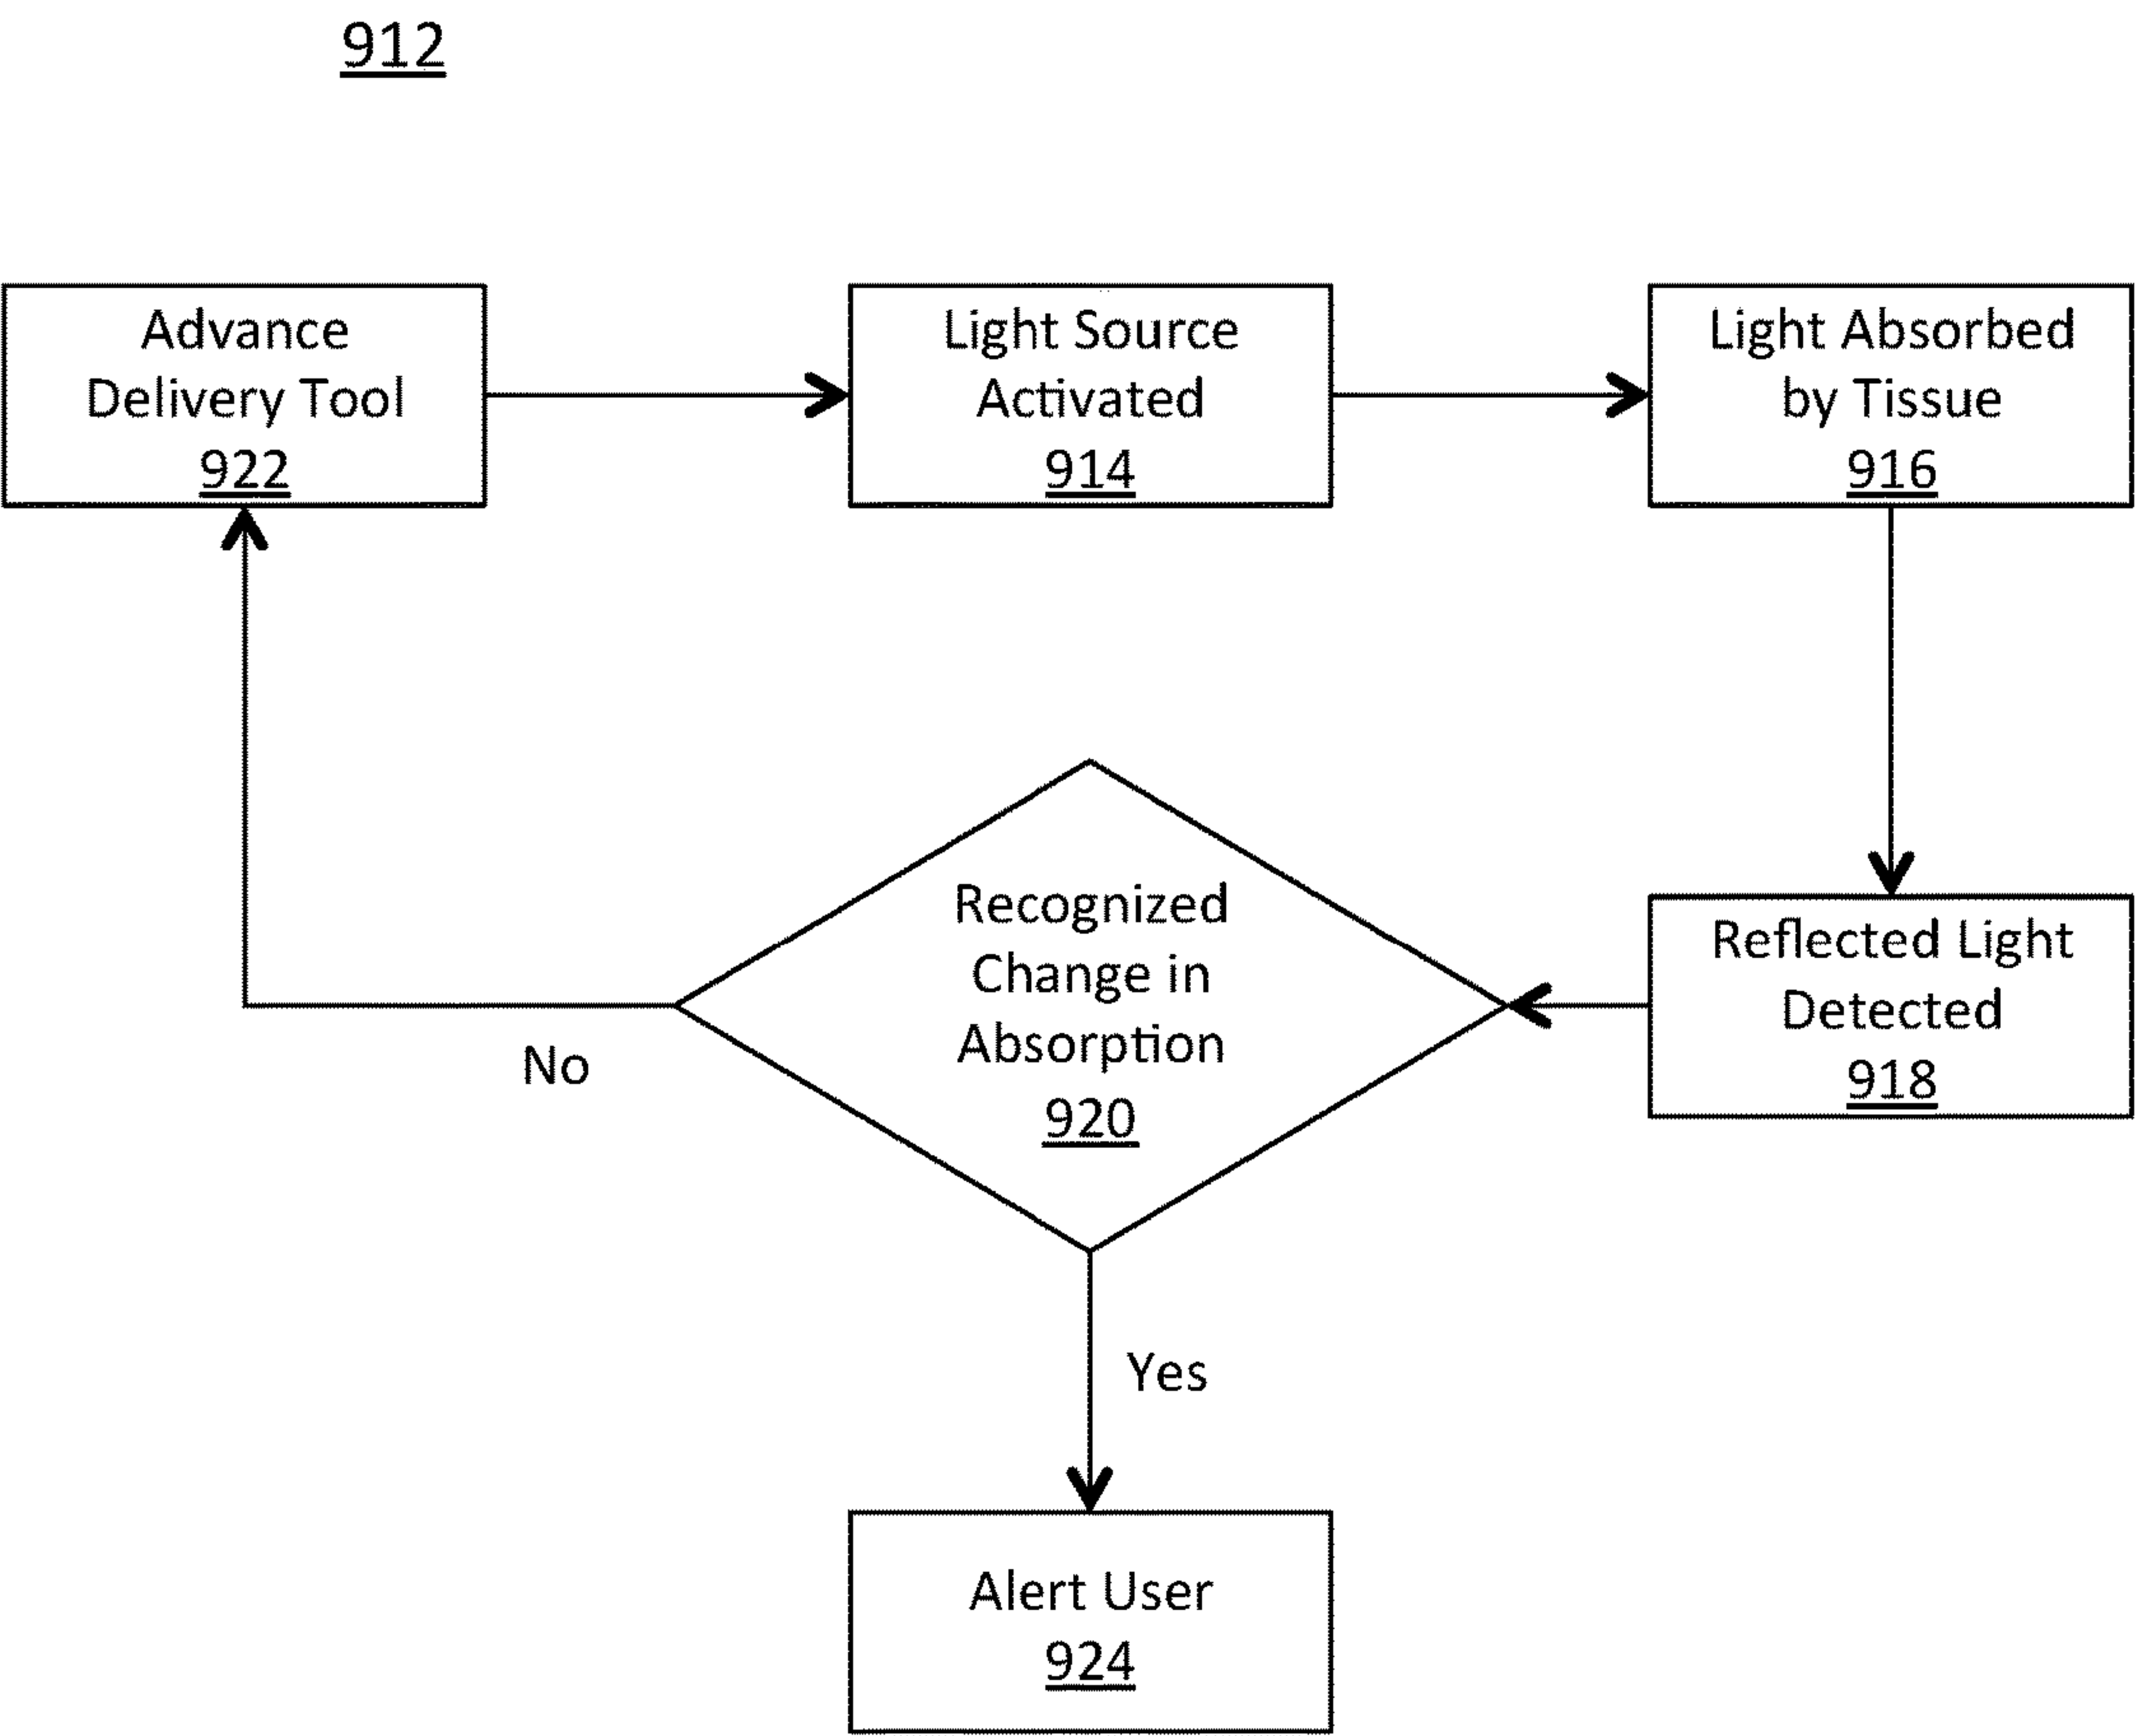 912
Advance
Delivery Tool
922
Light Source
Activated
914
Light Absorbed
by Tissue
916
Recognized
Change in
Absorption
920
Reflected Light
Detected
918
No
Yes
Alert User
924